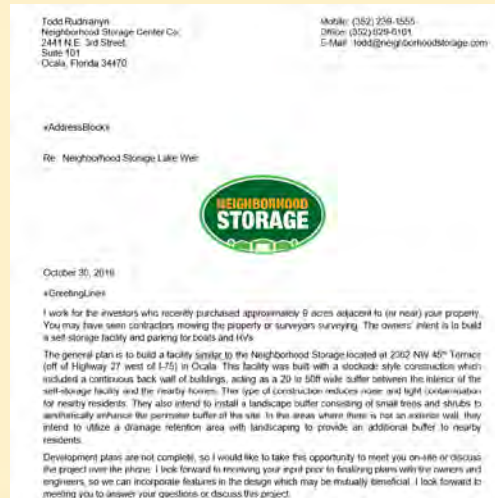 Todd Rudnianyn
Neighborhood Storage Center Co.
2441 N.E. 3rd Street,
Suite 101
Ocala, Florida 34470
Mobile: (352) 239-1555
Office: (352) 629-6101
E-Mail: todd@neighborhoodstorage.com
«AddressBlock»
Re: Neighborhood Storage Lake Weir
NEIGHBORHOOD
STORAGE
October 30, 2016
«GreetingLine»
I work for the investors who recently purchased approximately 9 acres adjacent to (or near) your property.
You may have seen contractors mowing the property or surveyors surveying. The owners' intent is to build
a self-storage facility and parking for boats and RVs
The general plan is to build a facility similar to the Neighborhood Storage located at 2062 NW 45th Terrace
(off of Highway 27 west of I-75) in Ocala. This facility was built with a stockade style construction which
included a continuous back wall of buildings, acting as a 20 to 50ft wide buffer between the interior of the
self-storage facility and the nearby homes. This type of construction reduces noise and light contamination
for nearby residents. They also intend to install a landscape buffer consisting of small trees and shrubs to
aesthetically enhance the perimeter buffer of the site. In the areas where there is not an exterior wall, they
intend to utilize a drainage retention area with landscaping to provide an additional buffer to nearby
residents.
Development plans are not complete, so I would like to take this opportunity to meet you on-site or discuss
the project over the phone. I look forward to receiving your input prior to finalizing plans with the owners and
engineers, so we can incorporate features in the design which may be mutually beneficial. I look forward to
meeting you to answer your questions or discuss this project.